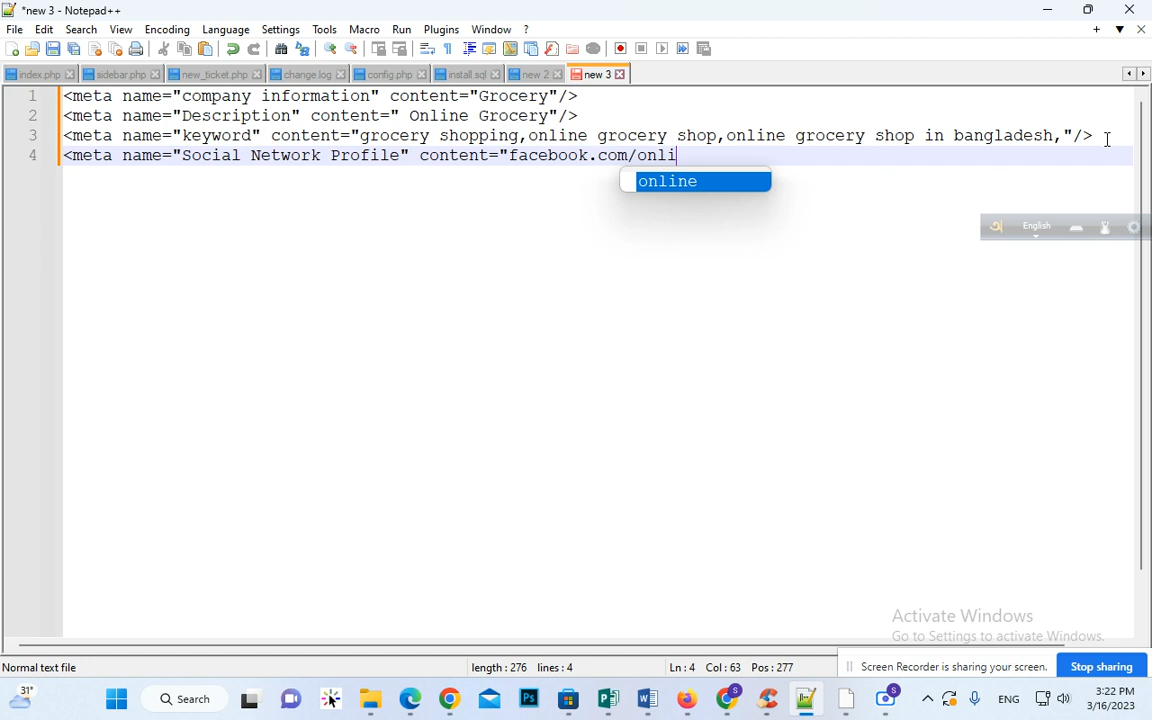 *new 3 - Notepad++
File Edit Search View Encoding Language Settings Tools Macro Run Plugins Window ?
index.php sidebar.php new_ticket.php change.log config.php install.sql new 2 new 3
1 <meta name="company information" content="Grocery"/>
2 <meta name="Description" content=" Online Grocery"/>
3 <meta name="keyword" content="grocery shopping,online grocery shop,online grocery shop in bangladesh,"/>
4 <meta name="Social Network Profile" content="facebook.com/onli
online
English
Activate Windows
Go to Settings to activate Windows.
Normal text file length : 276 lines : 4 Ln : 4 Col : 63 Pos : 277
Screen Recorder is sharing your screen. Stop sharing
31° Search ENG 3:22 PM
3/16/2023